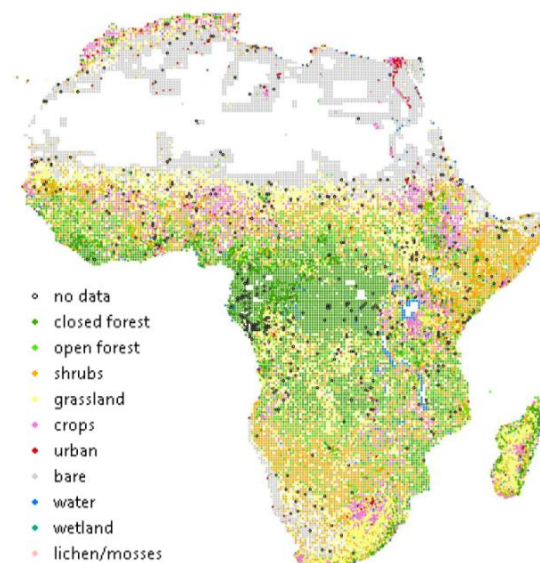 no data
closed forest
open forest
shrubs
grassland
crops
urban
bare
water
wetland
lichen/mosses